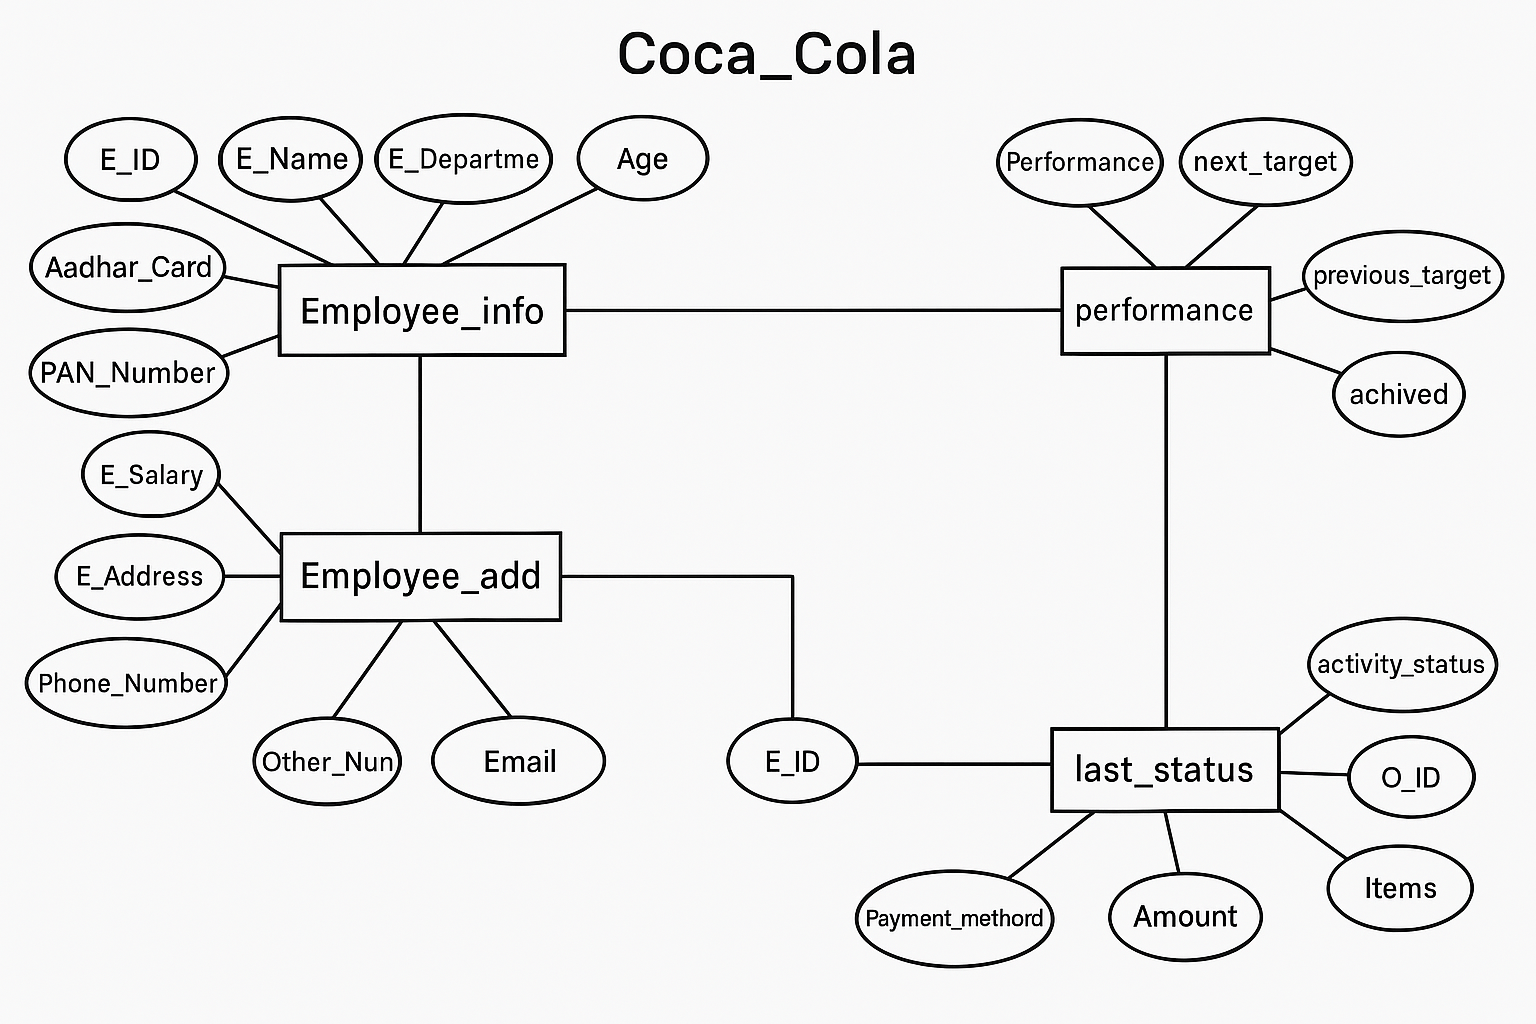 Coca_Cola
E_ID
E_Name
E_Departme
Age
Performance
next_target
Aadhar_Card
previous_target
Employee_info
performance
PAN_Number
achived
E_Salary
E_Address
Employee_add
Phone_Number
activity_status
Other_Nun
Email
E_ID
last_status
O_ID
Items
Payment_methord
Amount